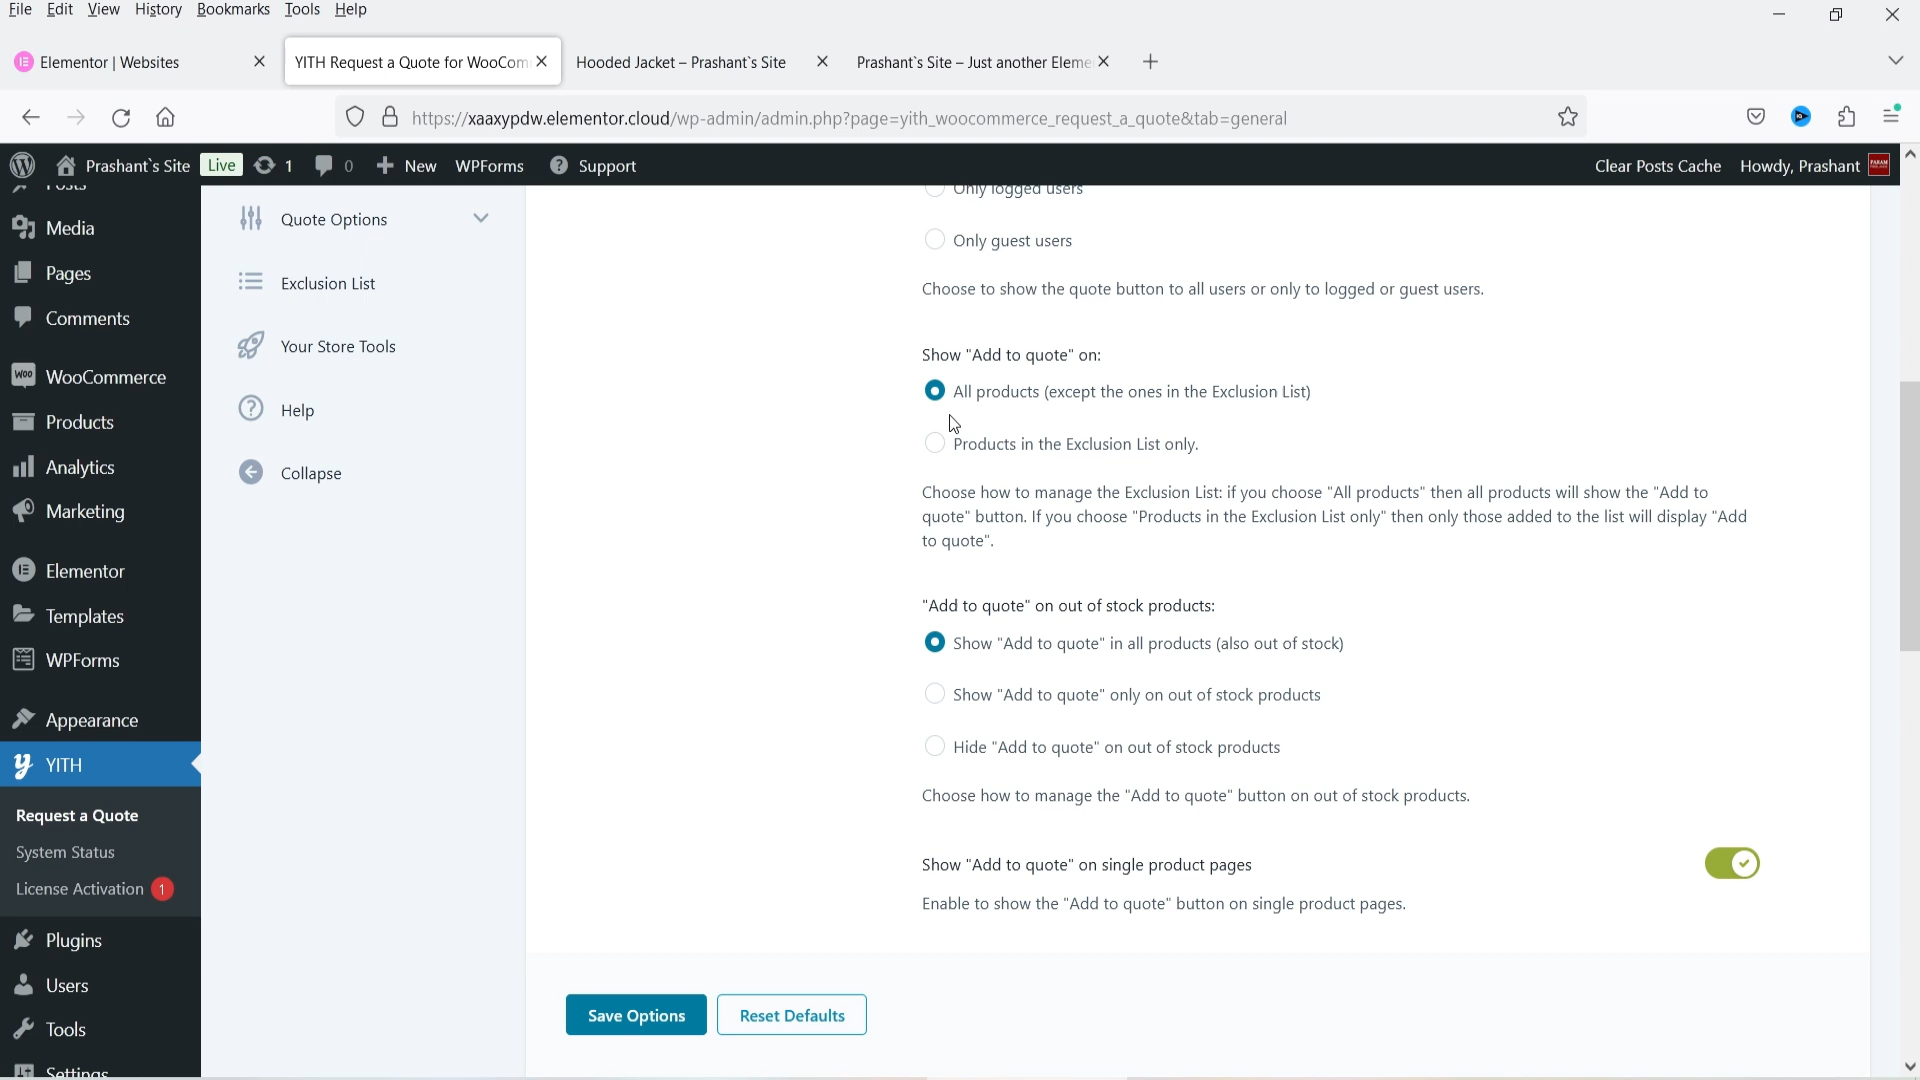 File Edit View History Bookmarks Tools Help
Elementor | Websites
YITH Request a Quote for WooCom
Hooded Jacket – Prashant`s Site
Prashant`s Site – Just another Eleme
https://xaaxypdw.elementor.cloud/wp-admin/admin.php?page=yith_woocommerce_request_a_quote&tab=general
Prashant`s Site Live 1 0 New WPForms Support Clear Posts Cache Howdy, Prashant
Posts
Media
Pages
Comments
WooCommerce
Products
Analytics
Marketing
Elementor
Templates
WPForms
Appearance
YITH
Request a Quote
System Status
License Activation 1
Plugins
Users
Tools
Settings
Quote Options
Exclusion List
Your Store Tools
Help
Collapse
Only logged users
Only guest users
Choose to show the quote button to all users or only to logged or guest users.
Show "Add to quote" on:
All products (except the ones in the Exclusion List)
Products in the Exclusion List only.
Choose how to manage the Exclusion List: if you choose "All products" then all products will show the "Add to
quote" button. If you choose "Products in the Exclusion List only" then only those added to the list will display "Add
to quote".
"Add to quote" on out of stock products:
Show "Add to quote" in all products (also out of stock)
Show "Add to quote" only on out of stock products
Hide "Add to quote" on out of stock products
Choose how to manage the "Add to quote" button on out of stock products.
Show "Add to quote" on single product pages
Enable to show the "Add to quote" button on single product pages.
Save Options
Reset Defaults